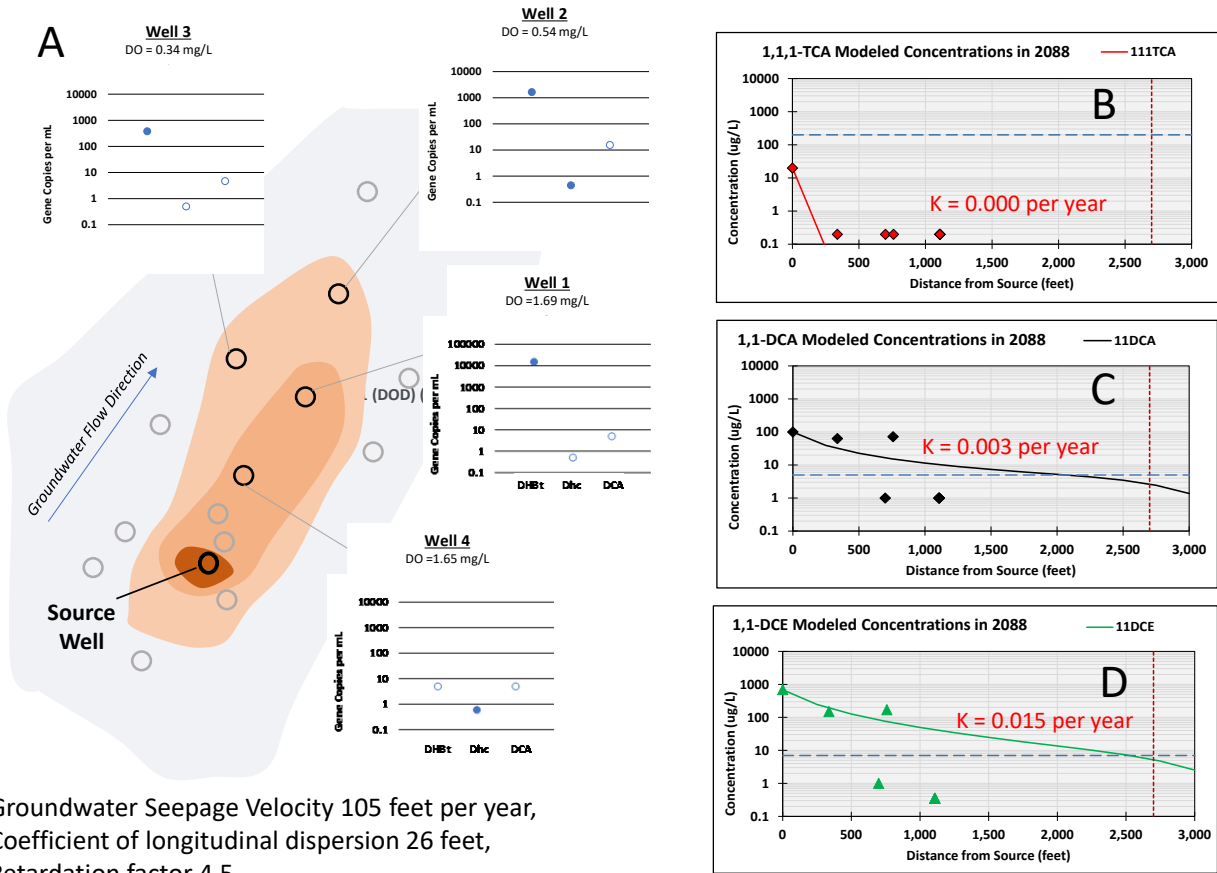 A
Well 3
DO = 0.34 mg/L
Gene Copies per mL
10000
1000
100
10
1
0.1
Well 2
DO = 0.54 mg/L
Gene Copies per mL
10000
1000
100
10
1
0.1
Well 1
DO =1.69 mg/L
Gene Copies per mL
100000
10000
1000
100
10
1
0.1
DHBt Dhc DCA
(DOD) (
Well 4
DO =1.65 mg/L
Gene Copies per mL
10000
1000
100
10
1
0.1
DHBt Dhc DCA
Groundwater Flow Direction
Source
Well
Groundwater Seepage Velocity 105 feet per year,
Coefficient of longitudinal dispersion 26 feet,
Retardation factor 4.5
1,1,1-TCA Modeled Concentrations in 2088
111TCA
B
Concentration (ug/L)
10000
1000
100
10
1
0.1
K = 0.000 per year
0 500 1,000 1,500 2,000 2,500 3,000
Distance from Source (feet)
1,1-DCA Modeled Concentrations in 2088
11DCA
C
Concentration (ug/L)
10000
1000
100
10
1
0.1
K = 0.003 per year
0 500 1,000 1,500 2,000 2,500 3,000
Distance from Source (feet)
1,1-DCE Modeled Concentrations in 2088
11DCE
D
Concentration (ug/L)
10000
1000
100
10
1
0.1
K = 0.015 per year
0 500 1,000 1,500 2,000 2,500 3,000
Distance from Source (feet)